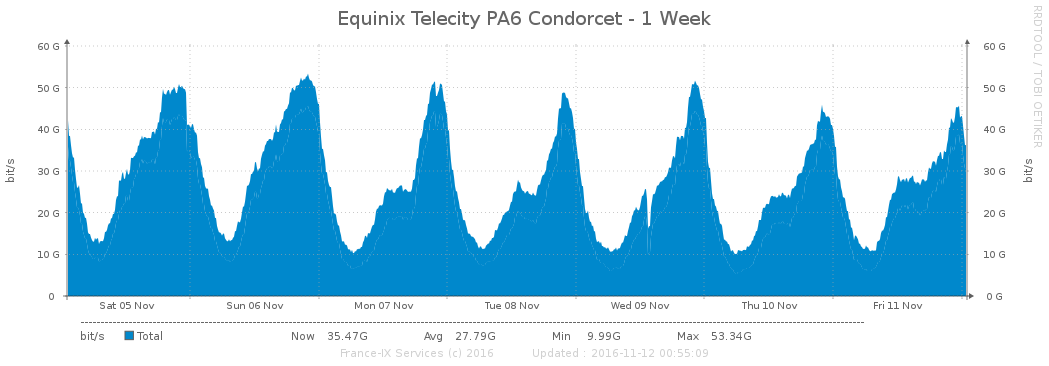 Equinix Telecity PA6 Condorcet - 1 Week
RRDTOOL / TOBI OETIKER
60 G 60 G
50 G 50 G
40 G 40 G
30 G 30 G
20 G 20 G
10 G 10 G
0 0 G
bit/s
bit/s
Sat 05 Nov Sun 06 Nov Mon 07 Nov Tue 08 Nov Wed 09 Nov Thu 10 Nov Fri 11 Nov
bit/s Total Now 35.47G Avg 27.79G Min 9.99G Max 53.34G
France-IX Services (c) 2016 Updated : 2016-11-12 00:55:09